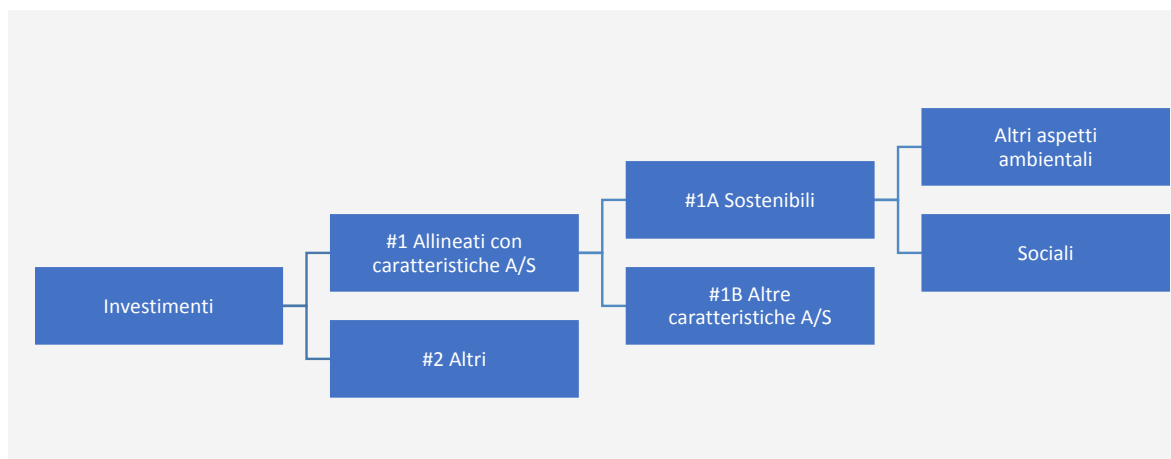 Investimenti
#1 Allineati con
caratteristiche A/S
#2 Altri
#1A Sostenibili
#1B Altre
caratteristiche A/S
Altri aspetti
ambientali
Sociali